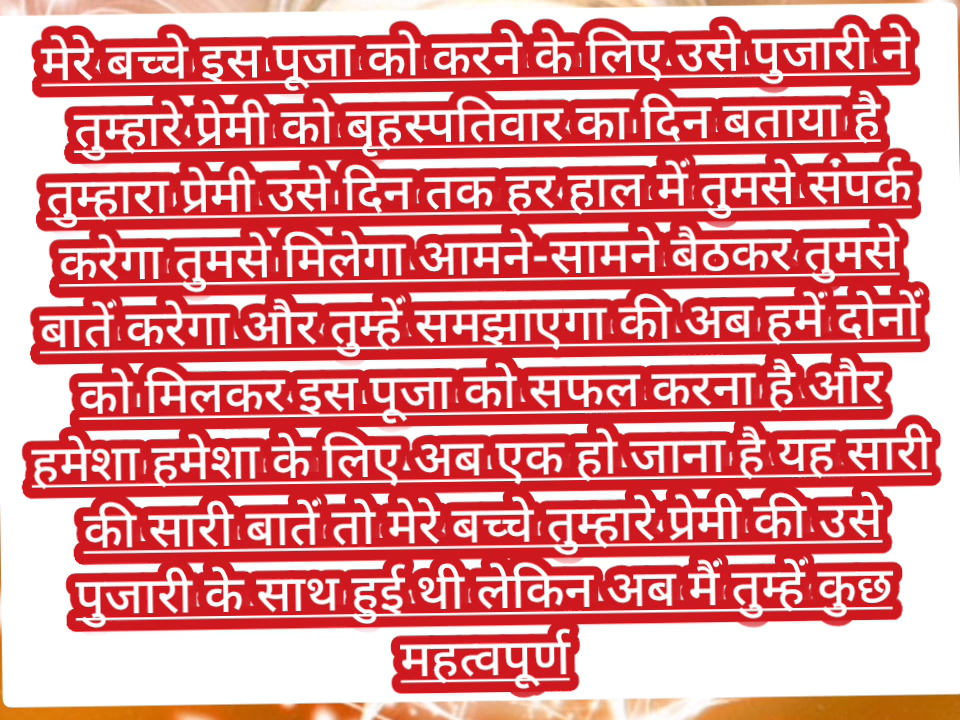 मेरे बच्चे इस पूजा को करने के लिए उसे पुजारी ने
तुम्हारे प्रेमी को बृहस्पतिवार का दिन बताया है
तुम्हारा प्रेमी उसे दिन तक हर हाल में तुमसे संपर्क
करेगा तुमसे मिलेगा आमने-सामने बैठकर तुमसे
बातें करेगा और तुम्हें समझाएगा की अब हमें दोनों
को मिलकर इस पूजा को सफल करना है और
हमेशा हमेशा के लिए अब एक हो जाना है यह सारी
की सारी बातें तो मेरे बच्चे तुम्हारे प्रेमी की उसे
पुजारी के साथ हुई थी लेकिन अब मैं तुम्हें कुछ
महत्वपूर्ण